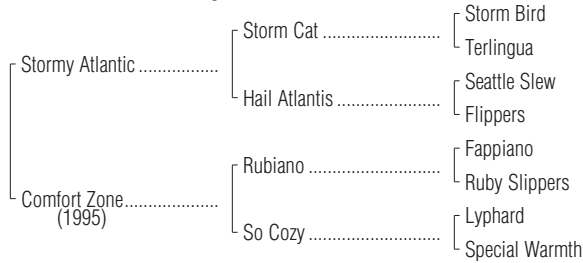 Storm Bird
Storm Cat ......................
Terlingua
Stormy Atlantic ................
Seattle Slew
Hail Atlantis ...................
Flippers
Fappiano
Rubiano ........................
Ruby Slippers
Comfort Zone...................
(1995)
Lyphard
So Cozy ........................
Special Warmth